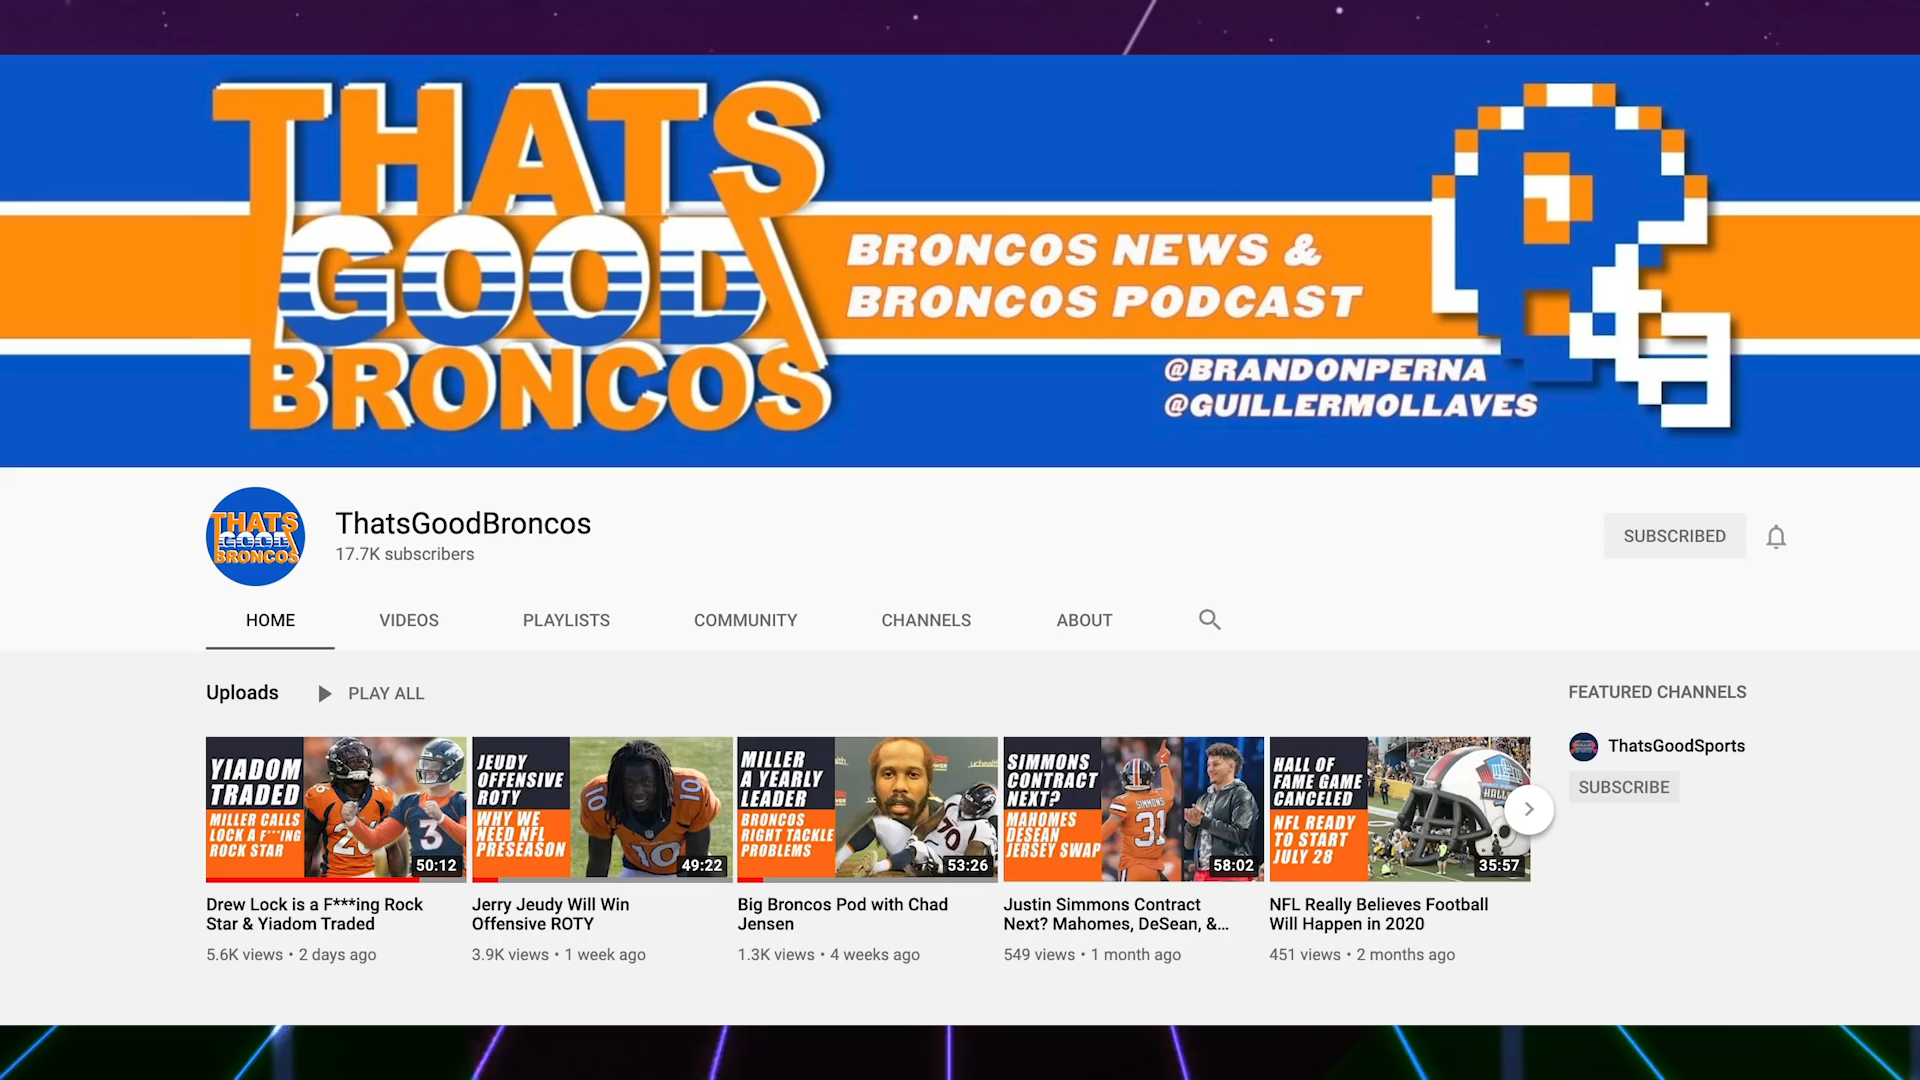 THATS
GOOD
BRONCOS
BRONCOS NEWS &
BRONCOS PODCAST
@BRANDONPERNA
@GUILLERMOLLAVES
THATS
GOOD
BRONCOS
ThatsGoodBroncos
17.7K subscribers
SUBSCRIBED
HOME
VIDEOS
PLAYLISTS
COMMUNITY
CHANNELS
ABOUT
Uploads
PLAY ALL
FEATURED CHANNELS
ThatsGoodSports
SUBSCRIBE
YIADOM
TRADED
MILLER CALLS
LOCK A F***ING
ROCK STAR
3
50:12
JEUDY
OFFENSIVE
ROTY
WHY WE
NEED NFL
PRESEASON
10
10
10
49:22
MILLER
A YEARLY
LEADER
BRONCOS
RIGHT TACKLE
PROBLEMS
70
53:26
SIMMONS
CONTRACT
NEXT?
MAHOMES
DESEAN
JERSEY SWAP
SIMMONS
31
58:02
HALL OF
FAME GAME
CANCELED
NFL READY
TO START
JULY 28
35:57
Drew Lock is a F***ing Rock
Star & Yiadom Traded
5.6K views • 2 days ago
Jerry Jeudy Will Win
Offensive ROTY
3.9K views • 1 week ago
Big Broncos Pod with Chad
Jensen
1.3K views • 4 weeks ago
Justin Simmons Contract
Next? Mahomes, DeSean, &...
549 views • 1 month ago
NFL Really Believes Football
Will Happen in 2020
451 views • 2 months ago